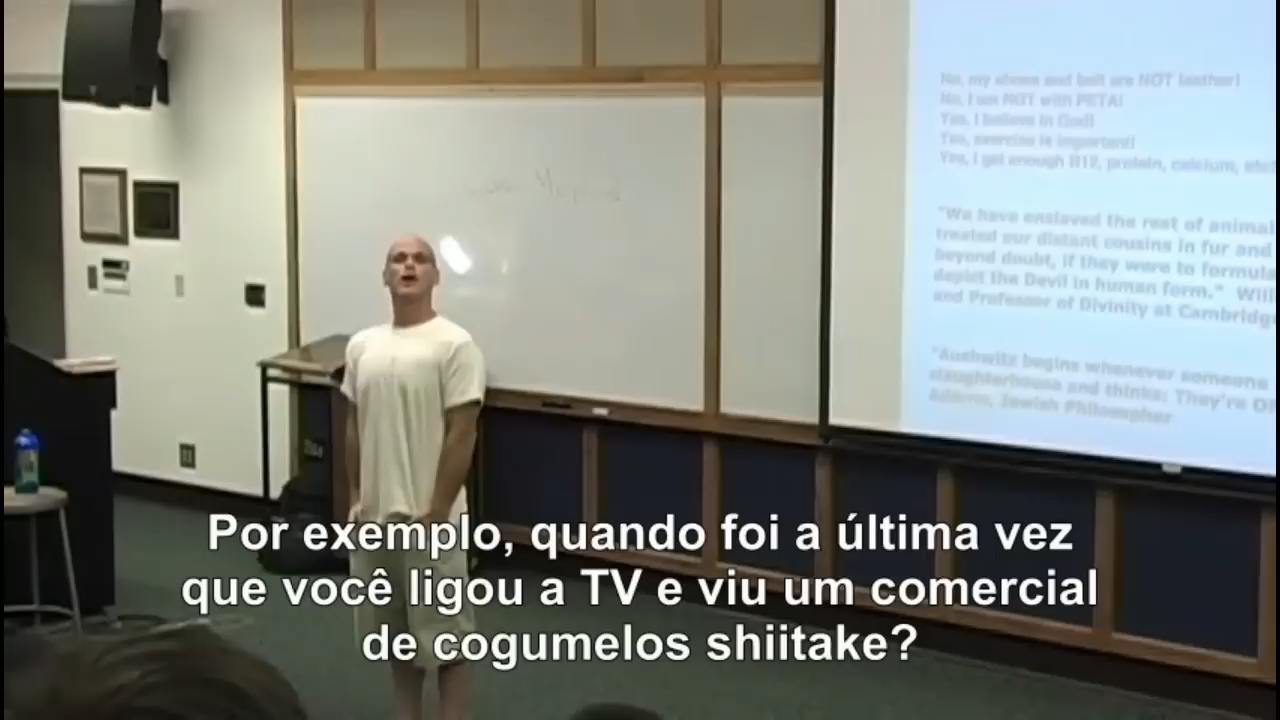 No, my shoes and belt are NOT leather!
No, I am NOT with PETA!
Yes, I believe in God!
Yes, exercise is important!
Yes, I get enough B12, protein, calcium, etc
"We have enslaved the rest of animal
treated our distant cousins in fur and
beyond doubt, if they were to formula
depict the Devil in human form." Will
and Professor of Divinity at Cambridge
"Aushwitz begins whenever someone
slaughterhouse and thinks: They're
Adorno, Jewish Philosopher
Por exemplo, quando foi a última vez
que você ligou a TV e viu um comercial
de cogumelos shiitake?